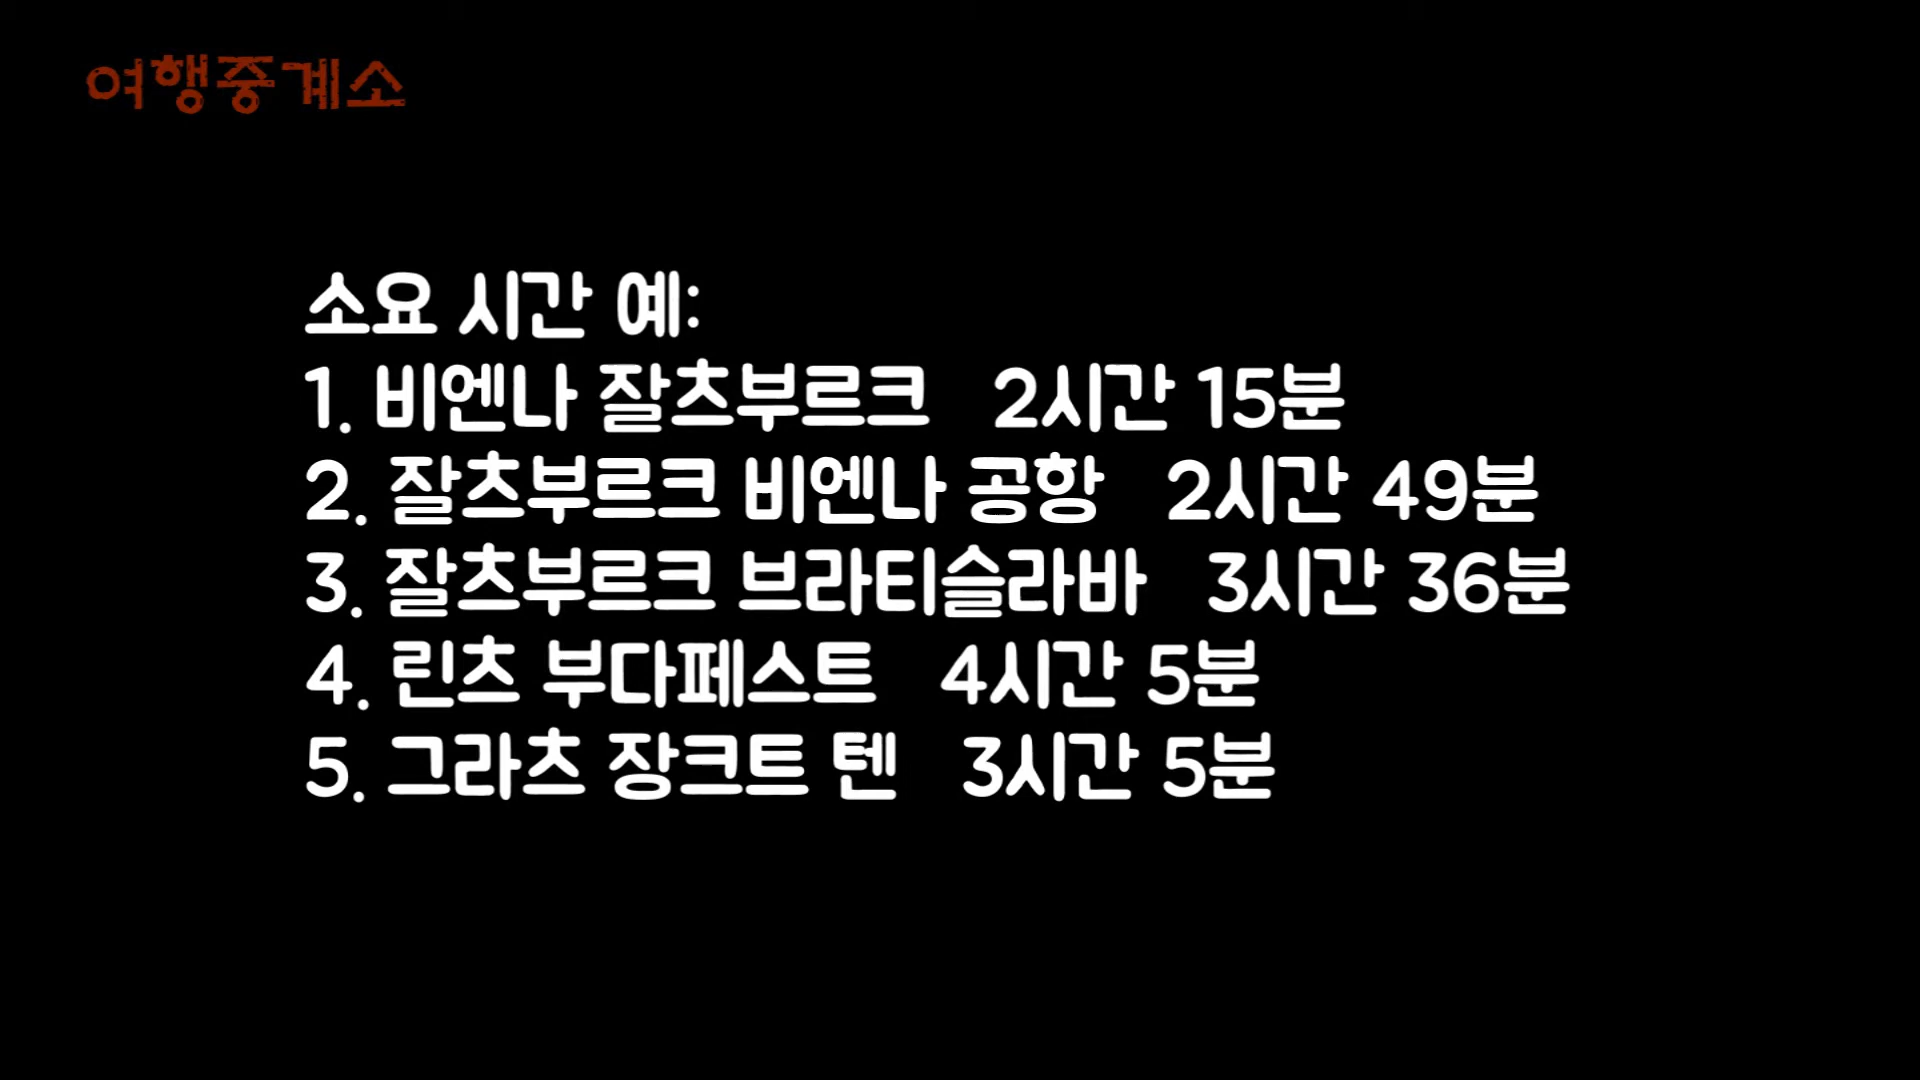 여행중계소
소요 시간 예:
1. 비엔나 잘츠부르크 2시간 15분
2. 잘츠부르크 비엔나 공항 2시간 49분
3. 잘츠부르크 브라티슬라바 3시간 36분
4. 린츠 부다페스트 4시간 5분
5. 그라츠 장크트 텐 3시간 5분